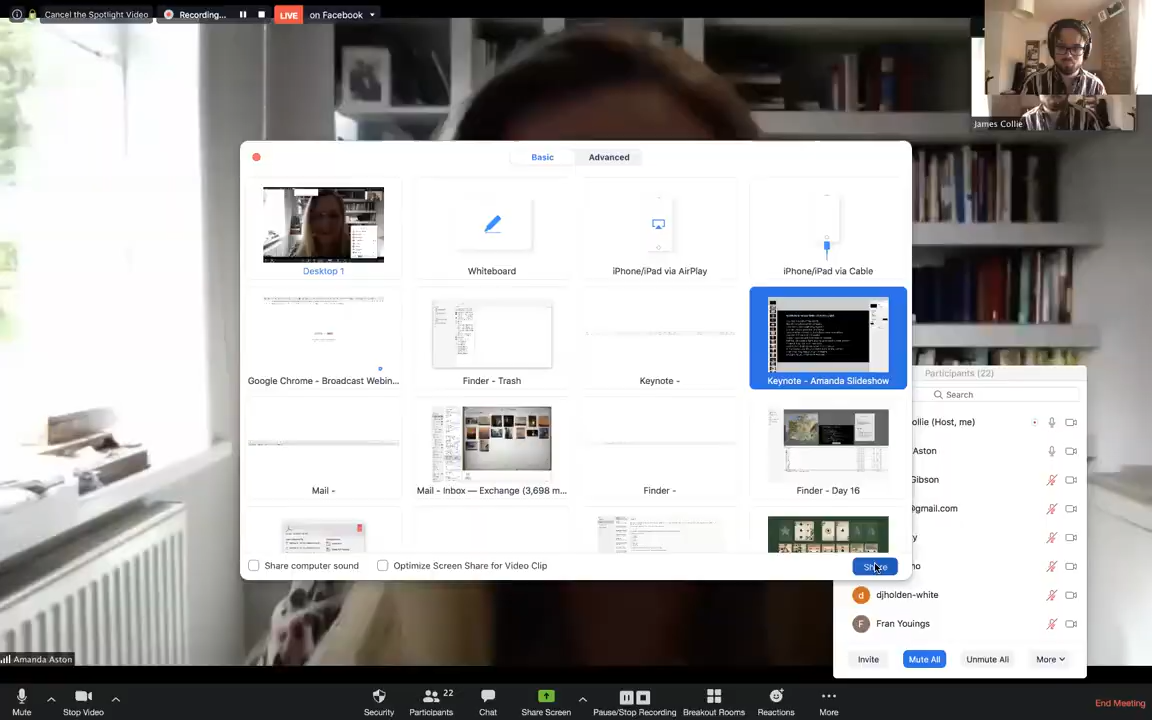 Cancel the Spotlight Video
Recording...
LIVE on Facebook
James Collie
Basic
Advanced
Desktop 1
Whiteboard
iPhone/iPad via AirPlay
iPhone/iPad via Cable
Google Chrome - Broadcast Webin...
Finder - Trash
Keynote -
Keynote - Amanda Slideshow
Mail -
Mail - Inbox — Exchange (3,698 m...
Finder -
Finder - Day 16
Share computer sound
Optimize Screen Share for Video Clip
Share
Participants (22)
Search
ollie (Host, me)
Aston
Gibson
@gmail.com
y
no
d djholden-white
F Fran Youings
Invite
Mute All
Unmute All
More
Amanda Aston
Mute
Stop Video
Security
Participants
22
Chat
Share Screen
Pause/Stop Recording
Breakout Rooms
Reactions
More
End Meeting